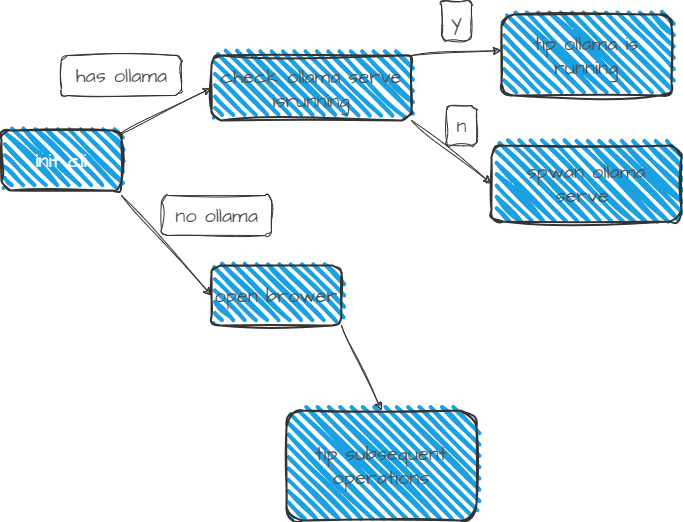 y
tip ollama is
running
has ollama
check ollama serve
isrunning
n
init cli
spwan ollama
serve
no ollama
open brower
tip subsequent
operations